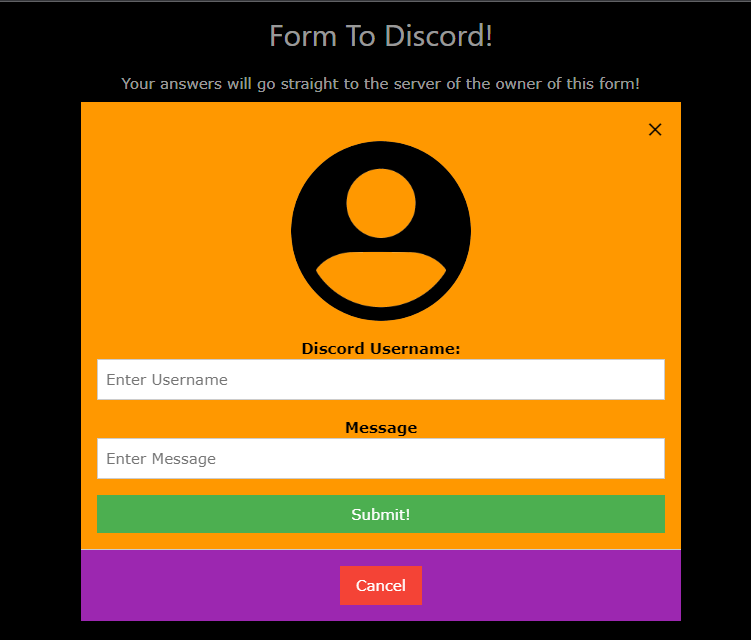 Form To Discord!
Your answers will go straight to the server of the owner of this form!
×
Discord Username:
Enter Username
Message
Enter Message
Submit!
Cancel